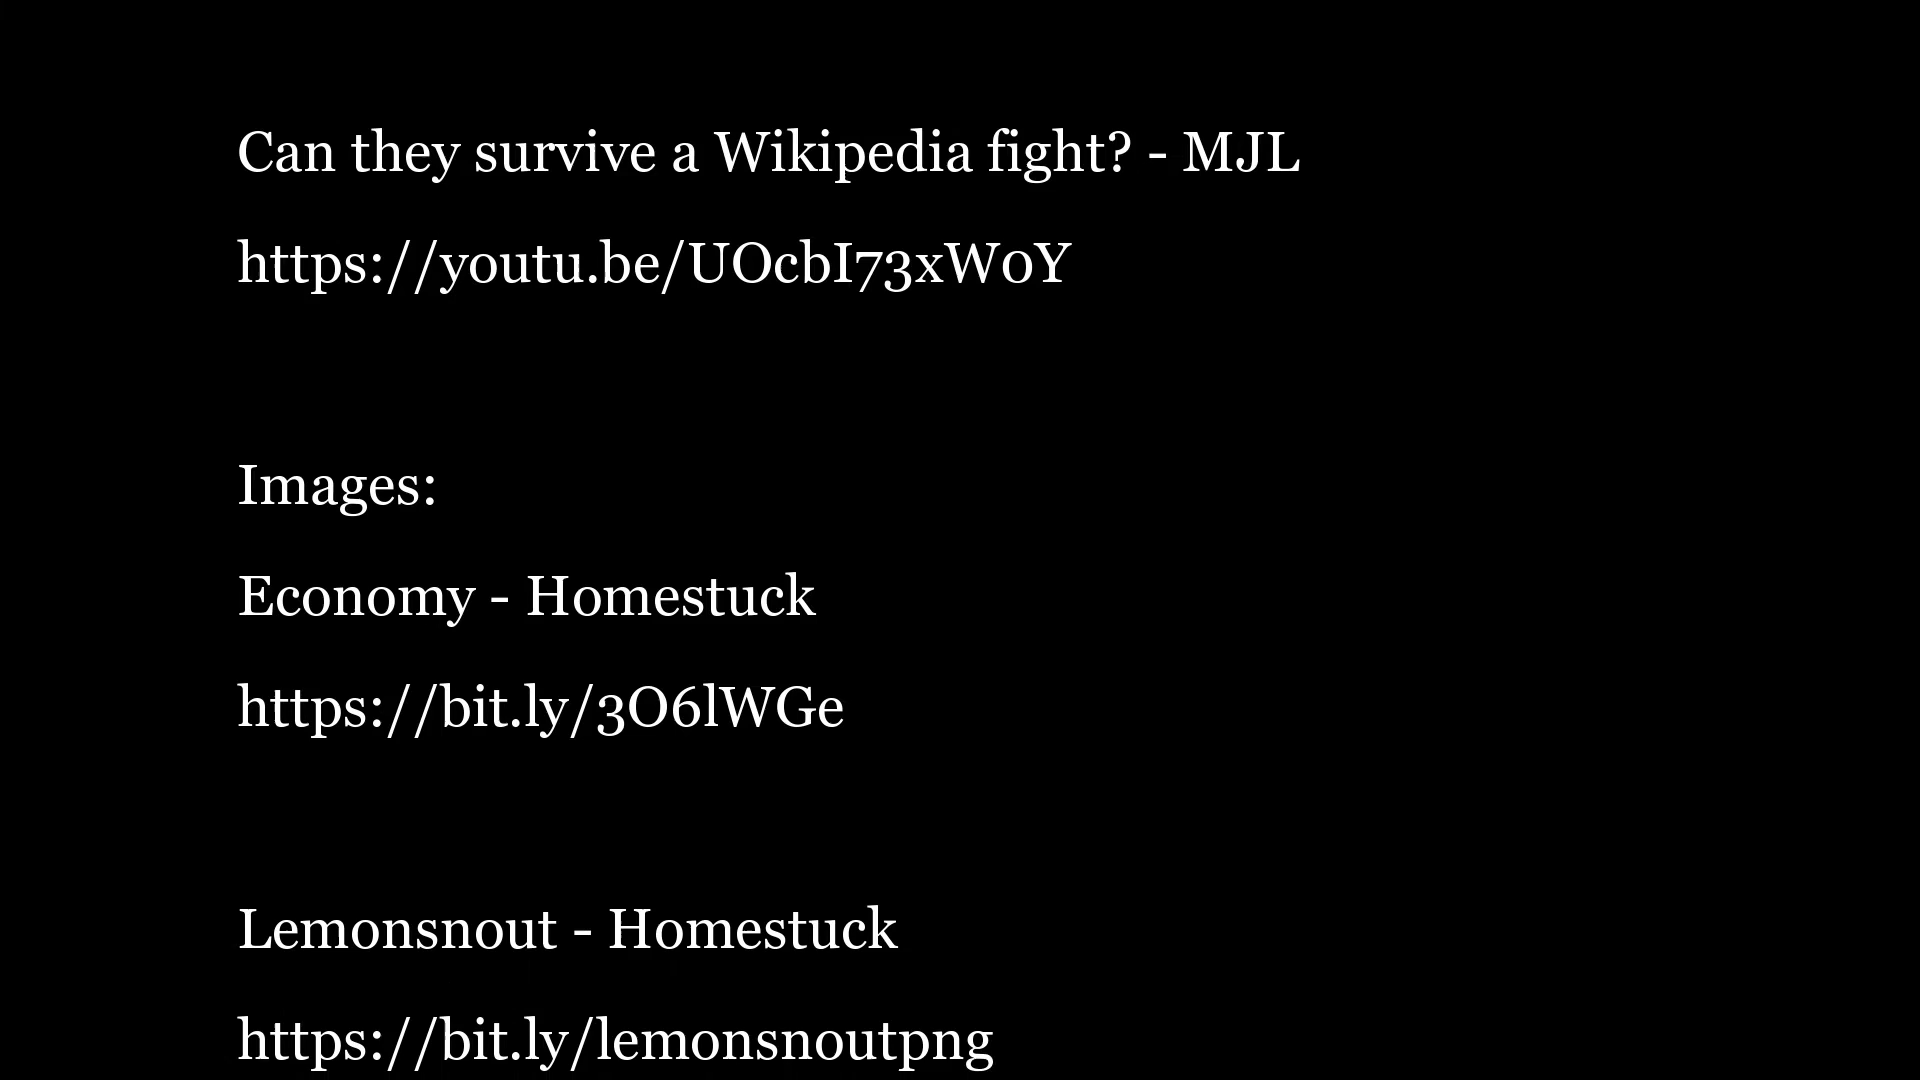 Can they survive a Wikipedia fight? - MJL
https://youtu.be/UOcbI73xW0Y
Images:
Economy - Homestuck
https://bit.ly/3O6lWGe
Lemonsnout - Homestuck
https://bit.ly/lemonsnoutpng